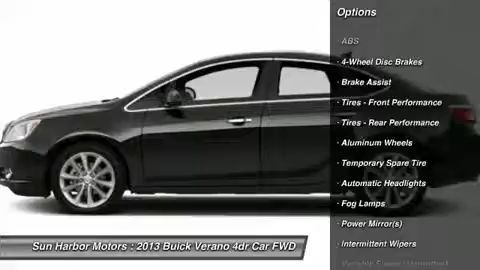 Options
· ABS
· 4-Wheel Disc Brakes
· Brake Assist
· Tires - Front Performance
· Tires - Rear Performance
· Aluminum Wheels
· Temporary Spare Tire
· Automatic Headlights
· Fog Lamps
· Power Mirror(s)
· Intermittent Wipers
Sun Harbor Motors : 2013 Buick Verano 4dr Car FWD